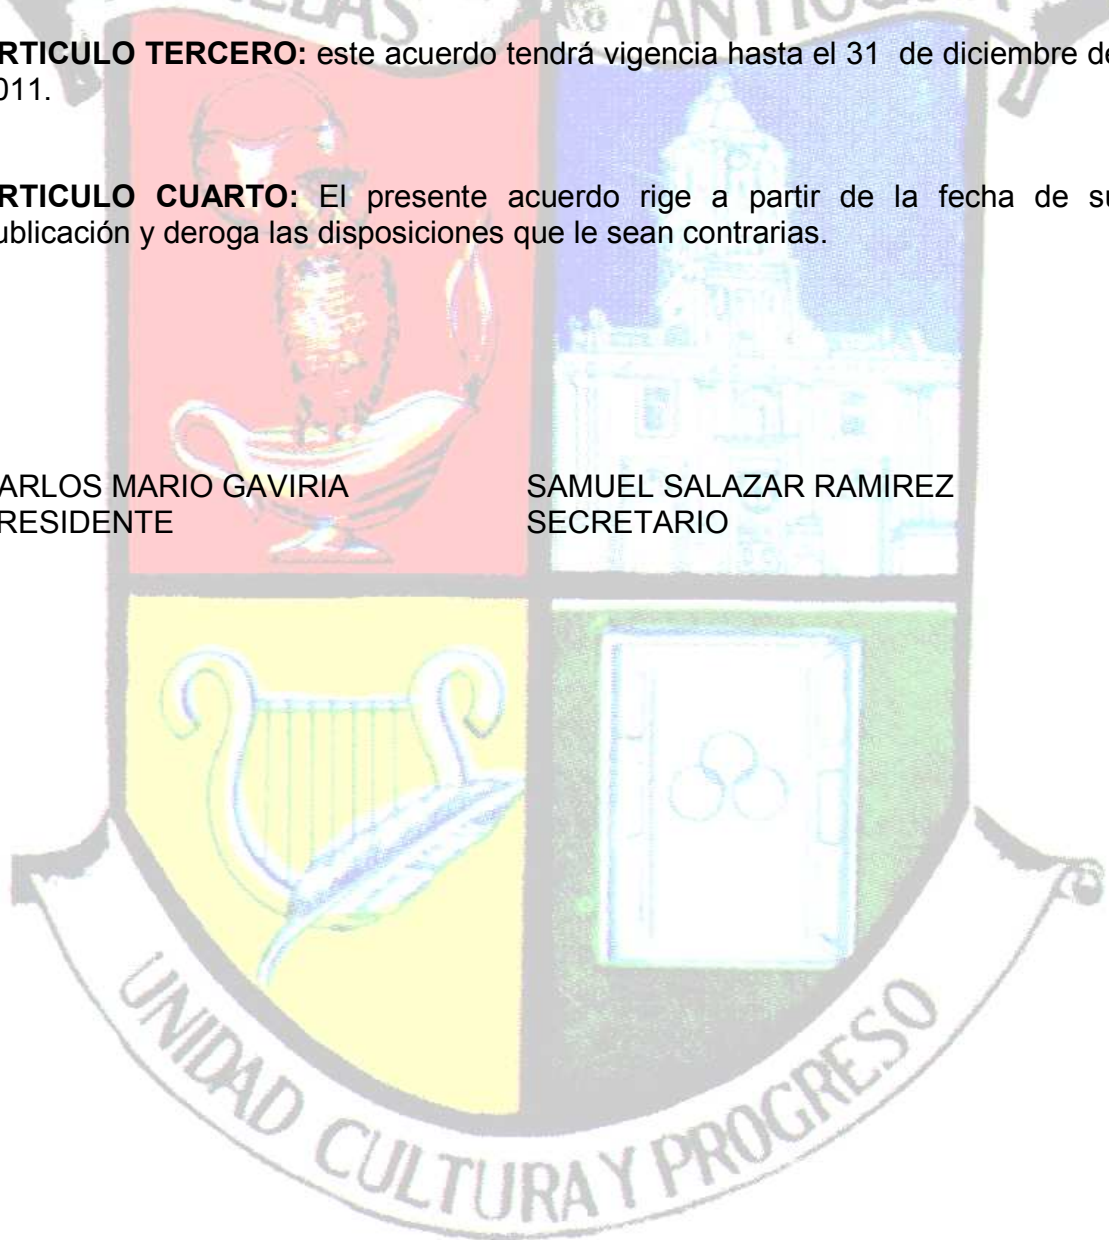 ANTIOQUIA
RTICULO TERCERO: este acuerdo tendrá vigencia hasta el 31 de diciembre de
011.
RTICULO CUARTO: El presente acuerdo rige a partir de la fecha de su
ublicación y deroga las disposiciones que le sean contrarias.
ARLOS MARIO GAVIRIA
SAMUEL SALAZAR RAMIREZ
RESIDENTE
SECRETARIO
UNIDAD CULTURA Y PROGRESO